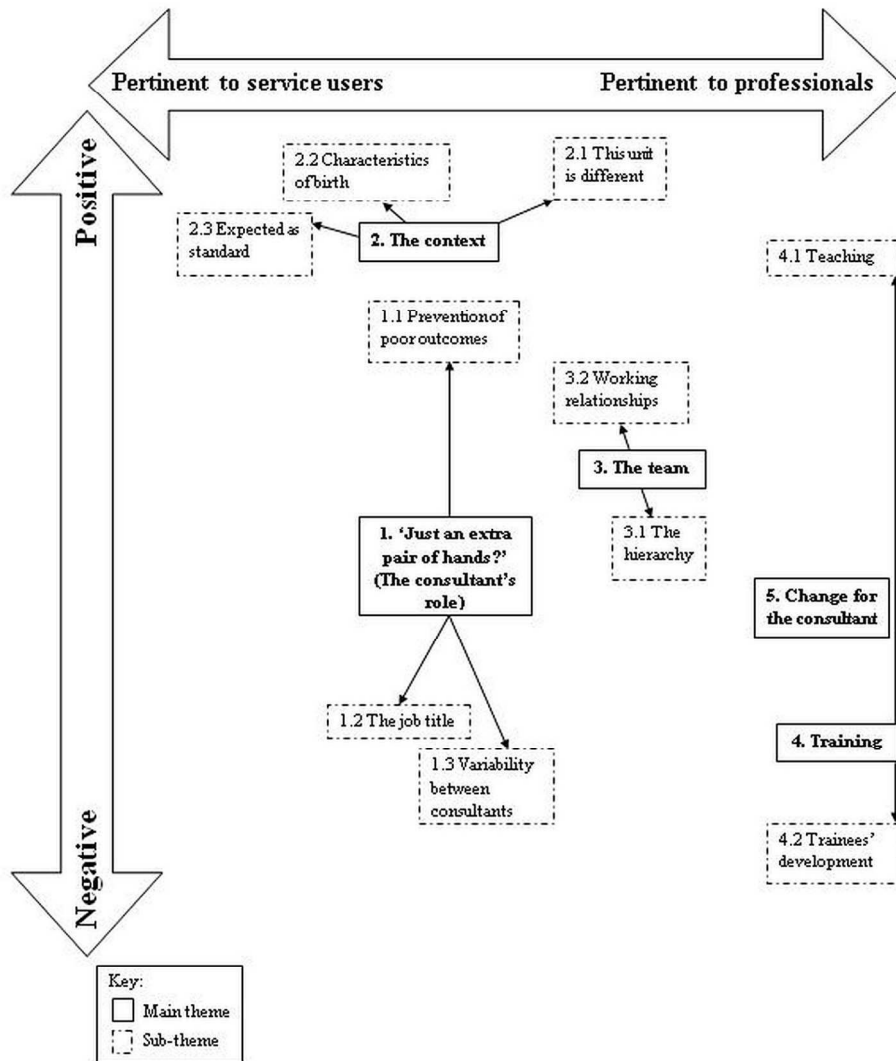 Pertinent to service users
Pertinent to professionals
Positive
Negative
2.2 Characteristics
of birth
2.1 This unit
is different
2.3 Expected as
standard
2. The context
4.1 Teaching
1.1 Prevention of
poor outcomes
3.2 Working
relationships
3. The team
3.1 The
hierarchy
1. ‘Just an extra
pair of hands?’
(The consultant’s
role)
5. Change for
the consultant
1.2 The job title
1.3 Variability
between
consultants
4. Training
4.2 Trainees’
development
Key:
Main theme
Sub-theme